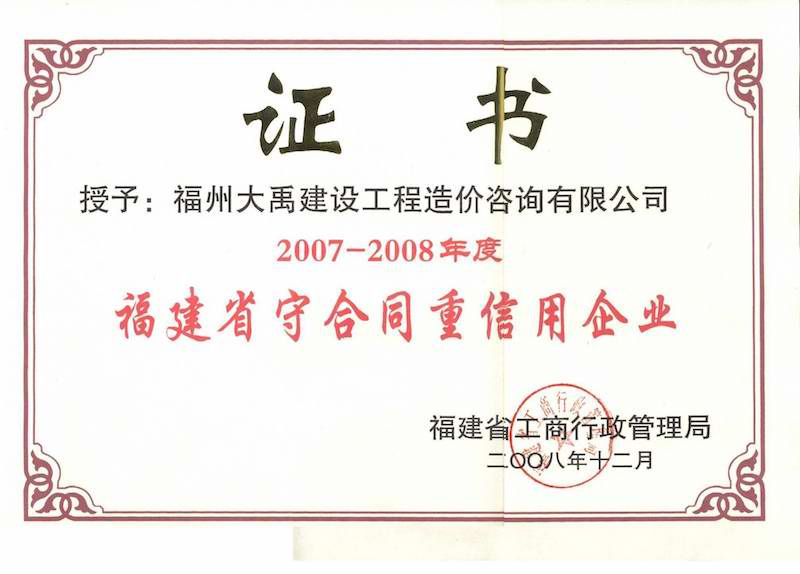 证书
授予：福州大禹建设工程造价咨询有限公司
2007-2008年度
福建省守合同重信用企业
福建省工商行政管理局
二〇〇八年十二月